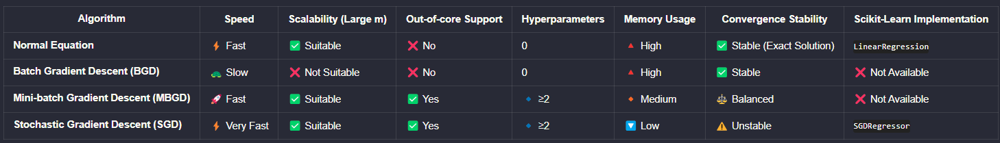 Algorithm Speed Scalability (Large m) Out-of-core Support Hyperparameters Memory Usage Convergence Stability Scikit-Learn Implementation
Normal Equation ⚡ Fast ✅ Suitable ❌ No 0 🔺 High ✅ Stable (Exact Solution) LinearRegression
Batch Gradient Descent (BGD) 🐢 Slow ❌ Not Suitable ❌ No 0 🔺 High ✅ Stable ❌ Not Available
Mini-batch Gradient Descent (MBGD) 🚀 Fast ✅ Suitable ✅ Yes 🔹 ≥2 🔸 Medium ⚖️ Balanced ❌ Not Available
Stochastic Gradient Descent (SGD) ⚡ Very Fast ✅ Suitable ✅ Yes 🔹 ≥2 🔽 Low ⚠️ Unstable SGDRegressor